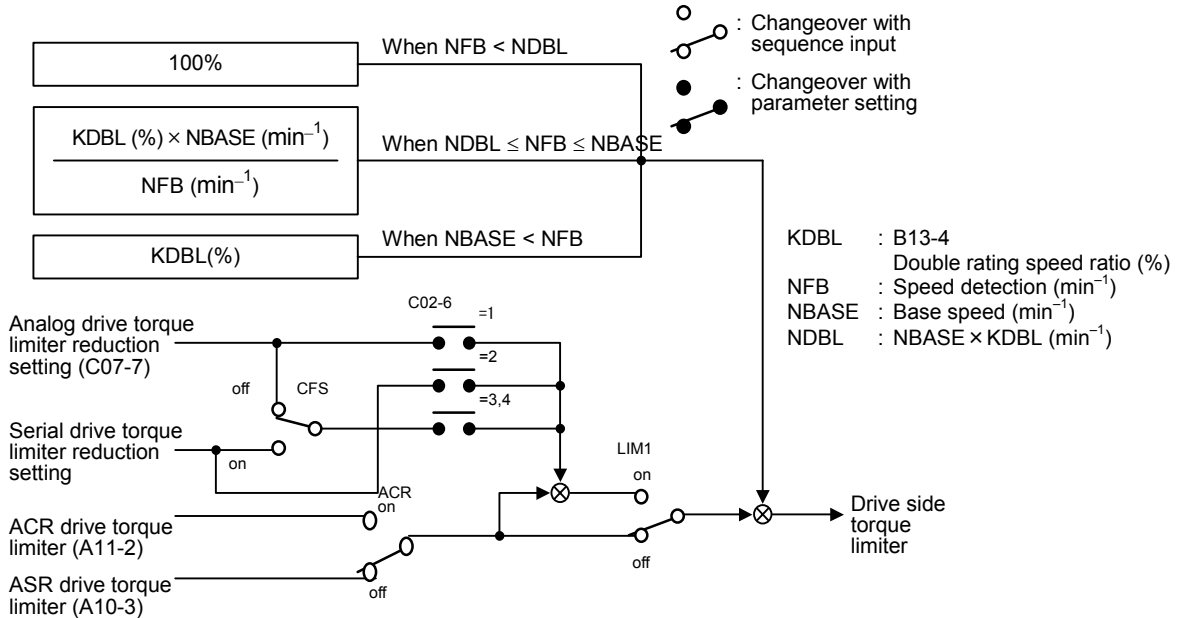 100%
When NFB < NDBL
: Changeover with
sequence input
: Changeover with
parameter setting
KDBL (%) × NBASE (min⁻¹)
NFB (min⁻¹)
When NDBL ≤ NFB ≤ NBASE
KDBL(%)
When NBASE < NFB
KDBL : B13-4
Double rating speed ratio (%)
NFB : Speed detection (min⁻¹)
NBASE : Base speed (min⁻¹)
NDBL : NBASE × KDBL (min⁻¹)
Analog drive torque
limiter reduction
setting (C07-7)
C02-6
=1
=2
=3,4
off
CFS
on
Serial drive torque
limiter reduction
setting
ACR
on
off
LIM1
on
off
ACR drive torque
limiter (A11-2)
ASR drive torque
limiter (A10-3)
Drive side
torque
limiter